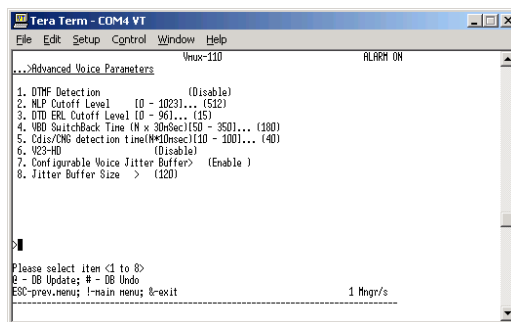 Tera Term - COM4 VT
File Edit Setup Control Window Help
Vmux-110 ALARM ON
...>Advanced Voice Parameters
1. DTMF Detection (Disable)
2. NLP Cutoff Level [0 - 1023]... (512)
3. DTD ERL Cutoff Level [0 - 96]... (15)
4. VBD SwitchBack Time (N x 30mSec)[50 - 350]... (180)
5. Cdis/CNG detection time(N*10msec)[10 - 100]... (40)
6. V23-HD (Disable)
7. Configurable Voice Jitter Buffer> (Enable )
8. Jitter Buffer Size > (120)
>
Please select item <1 to 8>
@ - DB Update; # - DB Undo
ESC-prev.menu; !-main menu; &-exit 1 Mngr/s